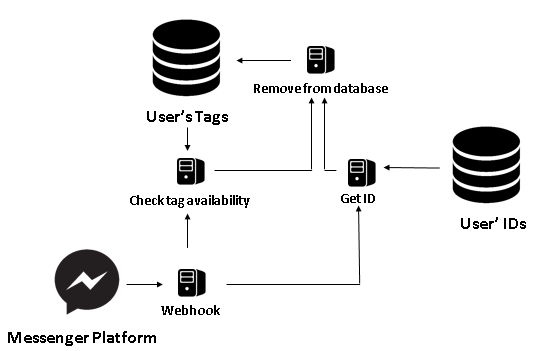 Remove from database
User's Tags
Check tag availability
Get ID
User' IDs
Webhook
Messenger Platform